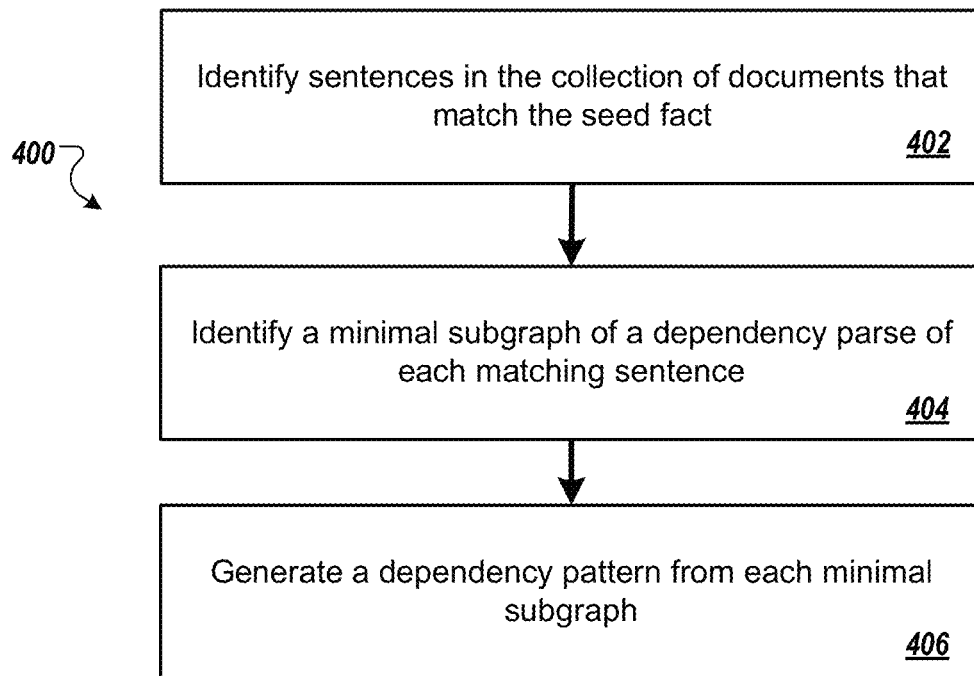 Identify sentences in the collection of documents that
match the seed fact
402
400
Identify a minimal subgraph of a dependency parse of
each matching sentence
404
Generate a dependency pattern from each minimal
subgraph
406